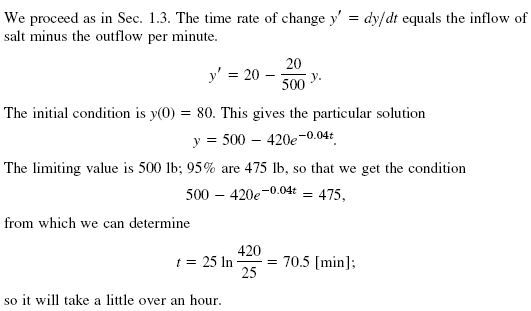 We proceed as in Sec. 1.3. The time rate of change y′ = dy/dt equals the inflow of
salt minus the outflow per minute.
y′ = 20 − 20/500 y.
The initial condition is y(0) = 80. This gives the particular solution
y = 500 − 420e^−0.04t.
The limiting value is 500 lb; 95% are 475 lb, so that we get the condition
500 − 420e^−0.04t = 475,
from which we can determine
t = 25 ln 420/25 = 70.5 [min];
so it will take a little over an hour.